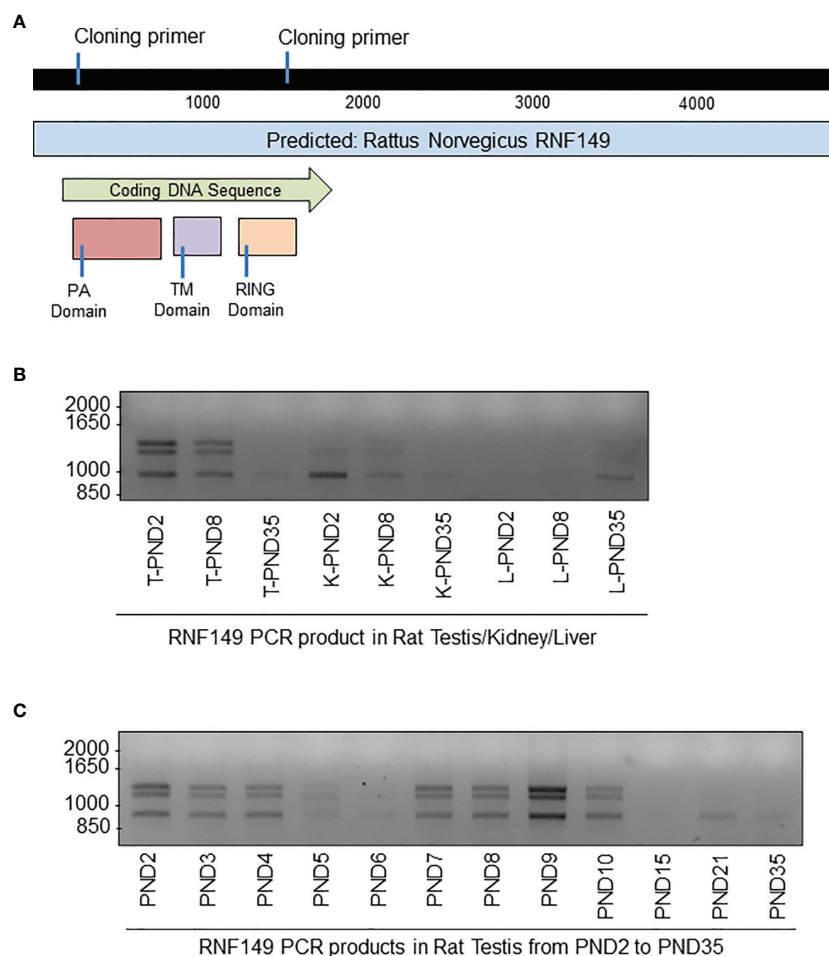 A
Cloning primer
Cloning primer
1000
2000
3000
4000
Predicted: Rattus Norvegicus RNF149
Coding DNA Sequence
PA
Domain
TM
Domain
RING
Domain
B
2000
1650
1000
850
T-PND2
T-PND8
T-PND35
K-PND2
K-PND8
K-PND35
L-PND2
L-PND8
L-PND35
RNF149 PCR product in Rat Testis/Kidney/Liver
C
2000
1650
1000
850
PND2
PND3
PND4
PND5
PND6
PND7
PND8
PND9
PND10
PND15
PND21
PND35
RNF149 PCR products in Rat Testis from PND2 to PND35